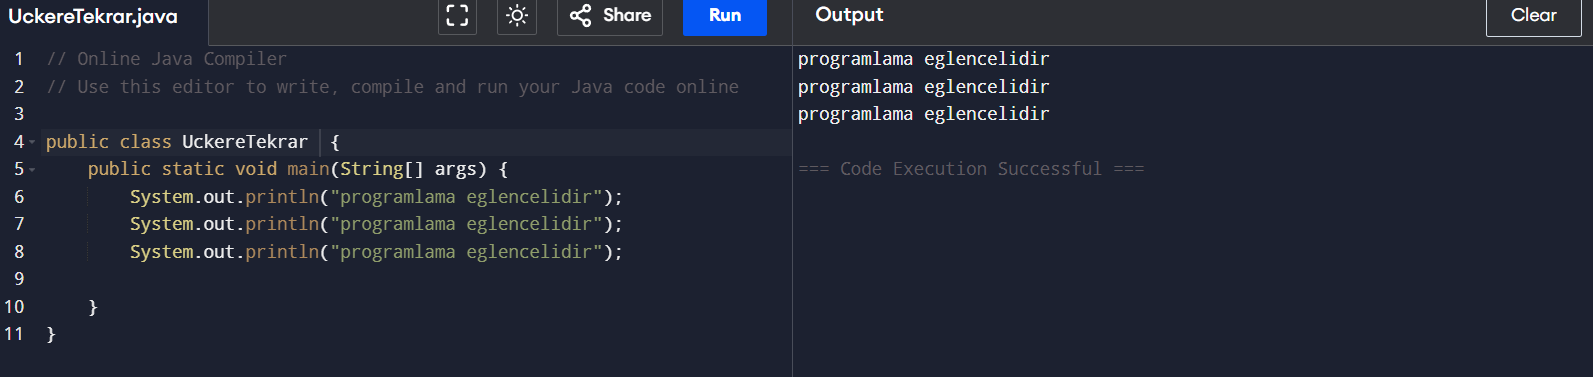 UckereTekrar.java Share Run Output Clear
1 // Online Java Compiler
2 // Use this editor to write, compile and run your Java code online
3
4 public class UckereTekrar {
5 public static void main(String[] args) {
6 System.out.println("programlama eglencelidir");
7 System.out.println("programlama eglencelidir");
8 System.out.println("programlama eglencelidir");
9
10 }
11 }
programlama eglencelidir
programlama eglencelidir
programlama eglencelidir
=== Code Execution Successful ===